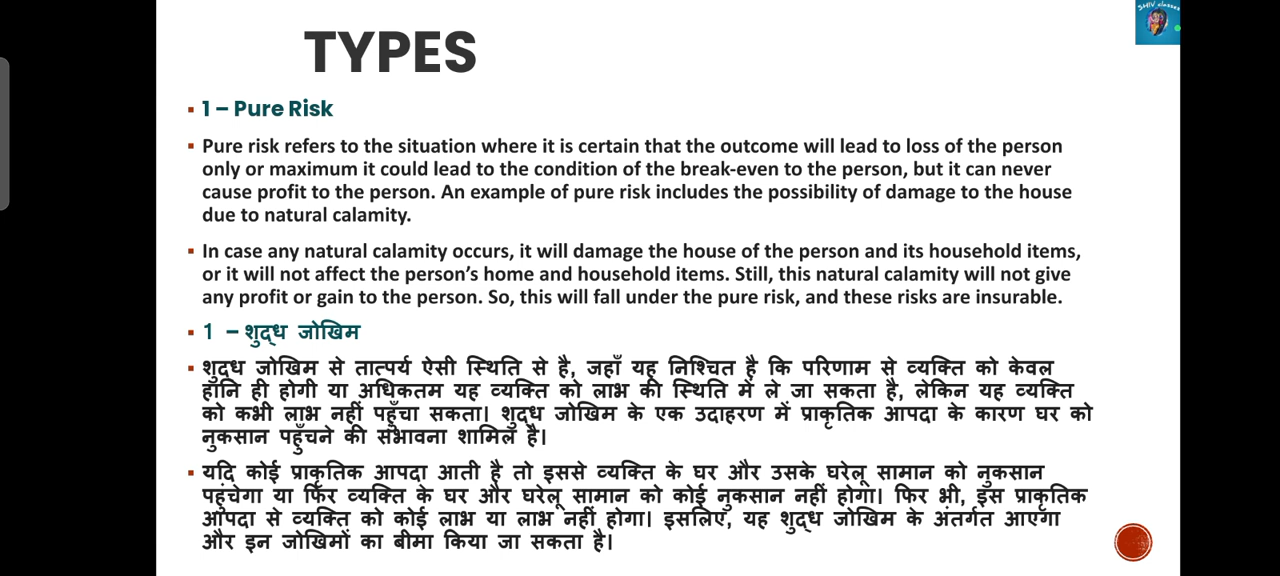 SHIV classes
TYPES
1 – Pure Risk
Pure risk refers to the situation where it is certain that the outcome will lead to loss of the person
only or maximum it could lead to the condition of the break-even to the person, but it can never
cause profit to the person. An example of pure risk includes the possibility of damage to the house
due to natural calamity.
In case any natural calamity occurs, it will damage the house of the person and its household items,
or it will not affect the person's home and household items. Still, this natural calamity will not give
any profit or gain to the person. So, this will fall under the pure risk, and these risks are insurable.
1 – शुद्ध जोखिम
शुद्ध जोखिम से तात्पर्य ऐसी स्थिति से है, जहाँ यह निश्चित है कि परिणाम से व्यक्ति को केवल
हानि ही होगी या अधिकतम यह व्यक्ति को लाभ की स्थिति में ले जा सकता है, लेकिन यह व्यक्ति
को कभी लाभ नहीं पहुँचा सकता। शुद्ध जोखिम के एक उदाहरण में प्राकृतिक आपदा के कारण घर को
नुकसान पहुँचने की संभावना शामिल है।
यदि कोई प्राकृतिक आपदा आती है तो इससे व्यक्ति के घर और उसके घरेलू सामान को नुकसान
पहुंचेगा या फिर व्यक्ति के घर और घरेलू सामान को कोई नुकसान नहीं होगा। फिर भी, इस प्राकृतिक
आपदा से व्यक्ति को कोई लाभ या लाभ नहीं होगा। इसलिए, यह शुद्ध जोखिम के अंतर्गत आएगा
और इन जोखिमों का बीमा किया जा सकता है।